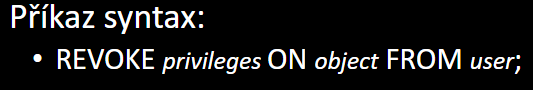 Příkaz syntax:
• REVOKE privileges ON object FROM user;